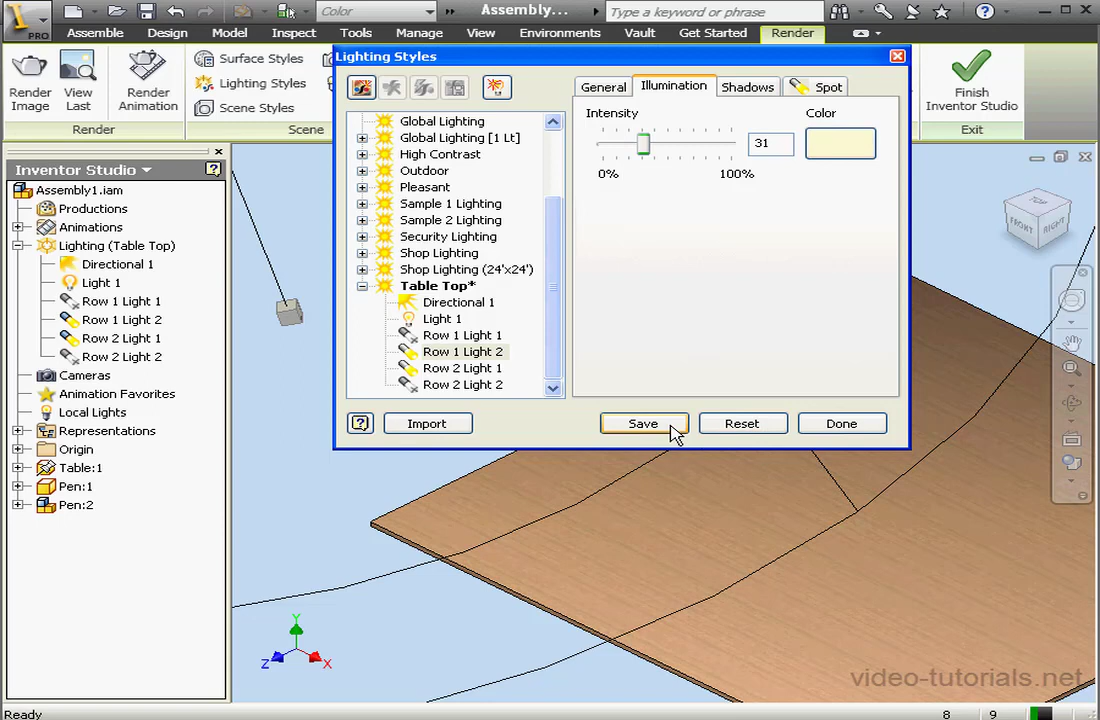 Color
Assembly...
Type a keyword or phrase
PRO
Assemble
Design
Model
Inspect
Tools
Manage
View
Environments
Vault
Get Started
Render
Render Image
View Last
Render Animation
Surface Styles
Lighting Styles
Scene Styles
Finish Inventor Studio
Render
Scene
Exit
Inventor Studio
Assembly1.iam
Productions
Animations
Lighting (Table Top)
Directional 1
Light 1
Row 1 Light 1
Row 1 Light 2
Row 2 Light 1
Row 2 Light 2
Cameras
Animation Favorites
Local Lights
Representations
Origin
Table:1
Pen:1
Pen:2
Lighting Styles
Global Lighting
Global Lighting [1 Lt]
High Contrast
Outdoor
Pleasant
Sample 1 Lighting
Sample 2 Lighting
Security Lighting
Shop Lighting
Shop Lighting (24'x24')
Table Top*
Directional 1
Light 1
Row 1 Light 1
Row 1 Light 2
Row 2 Light 1
Row 2 Light 2
General
Illumination
Shadows
Spot
Intensity
Color
31
0%
100%
Import
Save
Reset
Done
TOP
FRONT
RIGHT
Y
Z
X
video-tutorials.net
Ready
8
9